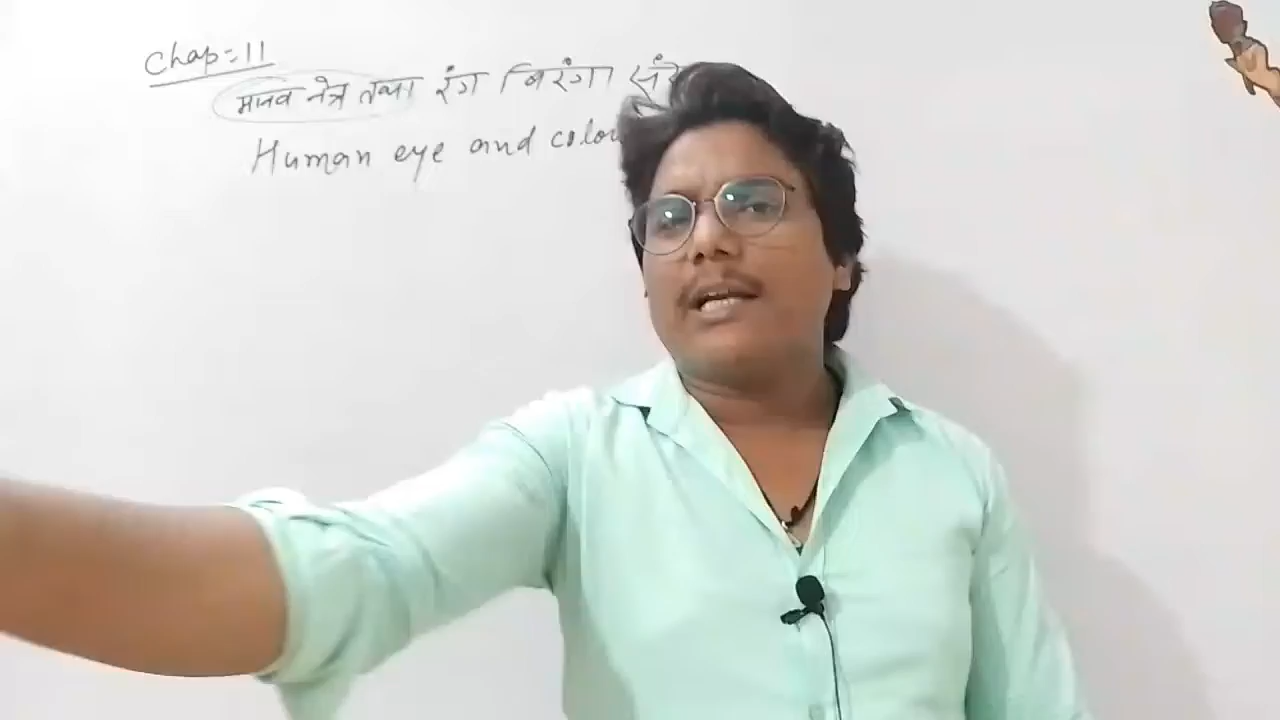 Chap:- 11
मानव नेत्र तथा रंग बिरंगा
Human eye and